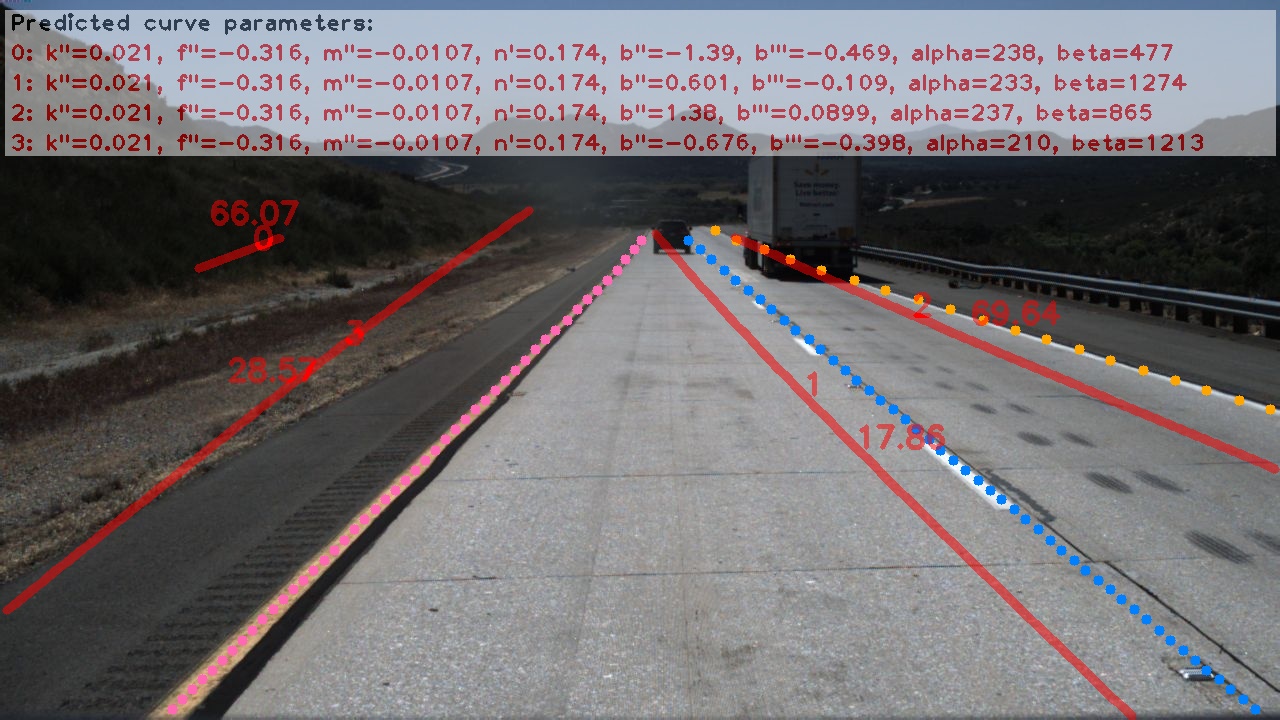 Predicted curve parameters:
0: k''=0.021, f''=−0.316, m''=−0.0107, n'=0.174, b''=−1.39, b'''=−0.469, alpha=238, beta=477
1: k''=0.021, f''=−0.316, m''=−0.0107, n'=0.174, b''=0.601, b'''=−0.109, alpha=233, beta=1274
2: k''=0.021, f''=−0.316, m''=−0.0107, n'=0.174, b''=1.38, b'''=0.0899, alpha=237, beta=865
3: k''=0.021, f''=−0.316, m''=−0.0107, n'=0.174, b''=−0.676, b'''=−0.398, alpha=210, beta=1213
Save money.
Live better.
66.07
0
2
69.64
3
28.57
1
17.86